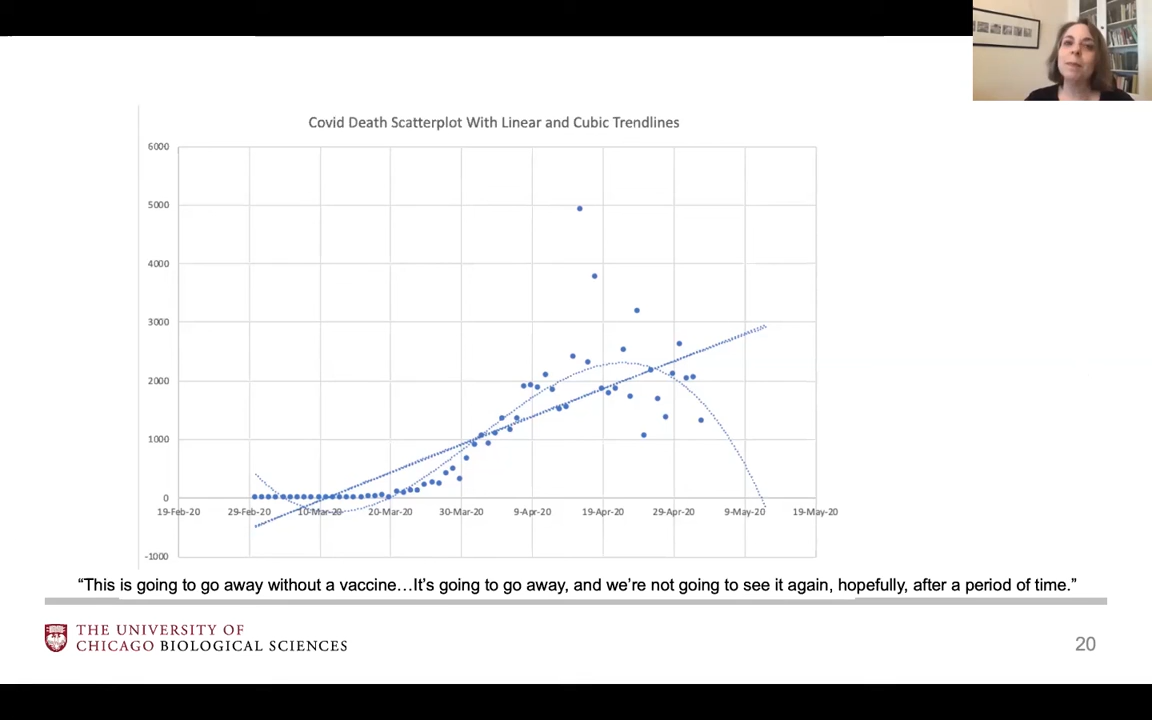 Covid Death Scatterplot With Linear and Cubic Trendlines
6000
5000
4000
3000
2000
1000
0
19-Feb-20 29-Feb-20 10-Mar-20 20-Mar-20 30-Mar-20 9-Apr-20 19-Apr-20 29-Apr-20 9-May-20 19-May-20
-1000
“This is going to go away without a vaccine…It’s going to go away, and we’re not going to see it again, hopefully, after a period of time.”
THE UNIVERSITY OF
CHICAGO BIOLOGICAL SCIENCES
20